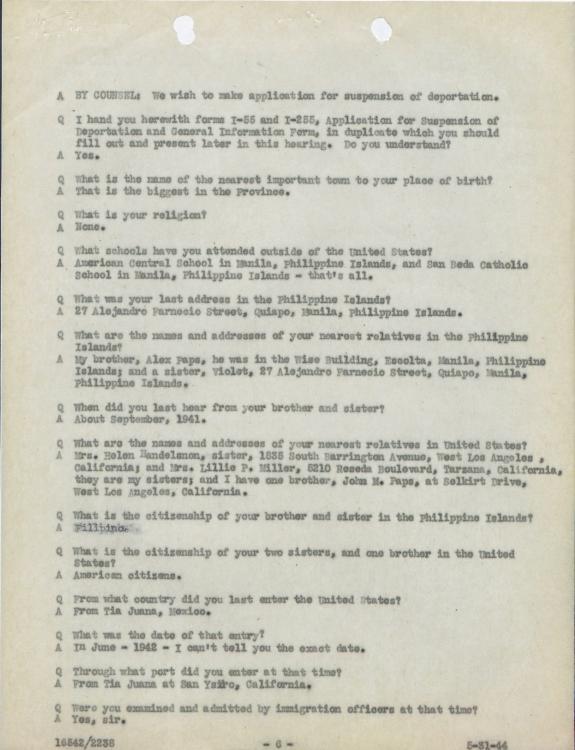 A BY COUNSEL: We wish to make application for suspension of deportation.
Q I hand you herewith forms I-55 and I-255, Application for Suspension of
Deportation and General Information Form, in duplicate which you should
fill out and present later in this hearing. Do you understand?
A Yes.
Q What is the name of the nearest important town to your place of birth?
A That is the biggest in the Province.
Q What is your religion?
A None.
Q What schools have you attended outside of the United States?
A American Central School in Manila, Philippine Islands, and San Beda Catholic
School in Manila, Philippine Islands - that's all.
Q What was your last address in the Philippine Islands?
A 27 Alejandro Farnecio Street, Quiapo, Manila, Philippine Islands.
Q What are the names and addresses of your nearest relatives in the Philippine
Islands?
A My brother, Alex Paps, he was in the Wise Building, Escolta, Manila, Philippine
Islands; and a sister, Violet, 27 Alejandro Farnecio Street, Quiapo, Manila,
Philippine Islands.
Q When did you last hear from your brother and sister?
A About September, 1941.
Q What are the names and addresses of your nearest relatives in United States?
A Mrs. Helen Handelsnon, sister, 1835 South Barrington Avenue, West Los Angeles ,
California; and Mrs. Lillie P. Miller, 5210 Reseda Boulevard, Tarzana, California,
they are my sisters; and I have one brother, John M. Paps, at Selkirt Drive,
West Los Angeles, California.
Q What is the citizenship of your brother and sister in the Philippine Islands?
A Filipino.
Q What is the citizenship of your two sisters, and one brother in the United
States?
A American citizens.
Q From what country did you last enter the United States?
A From Tia Juana, Mexico.
Q What was the date of that entry?
A In June - 1942 - I can't tell you the exact date.
Q Through what port did you enter at that time?
A From Tia Juana at San Ysidro, California.
Q Were you examined and admitted by immigration officers at that time?
A Yes, sir.
16542/2238 - 6 - 5-31-44